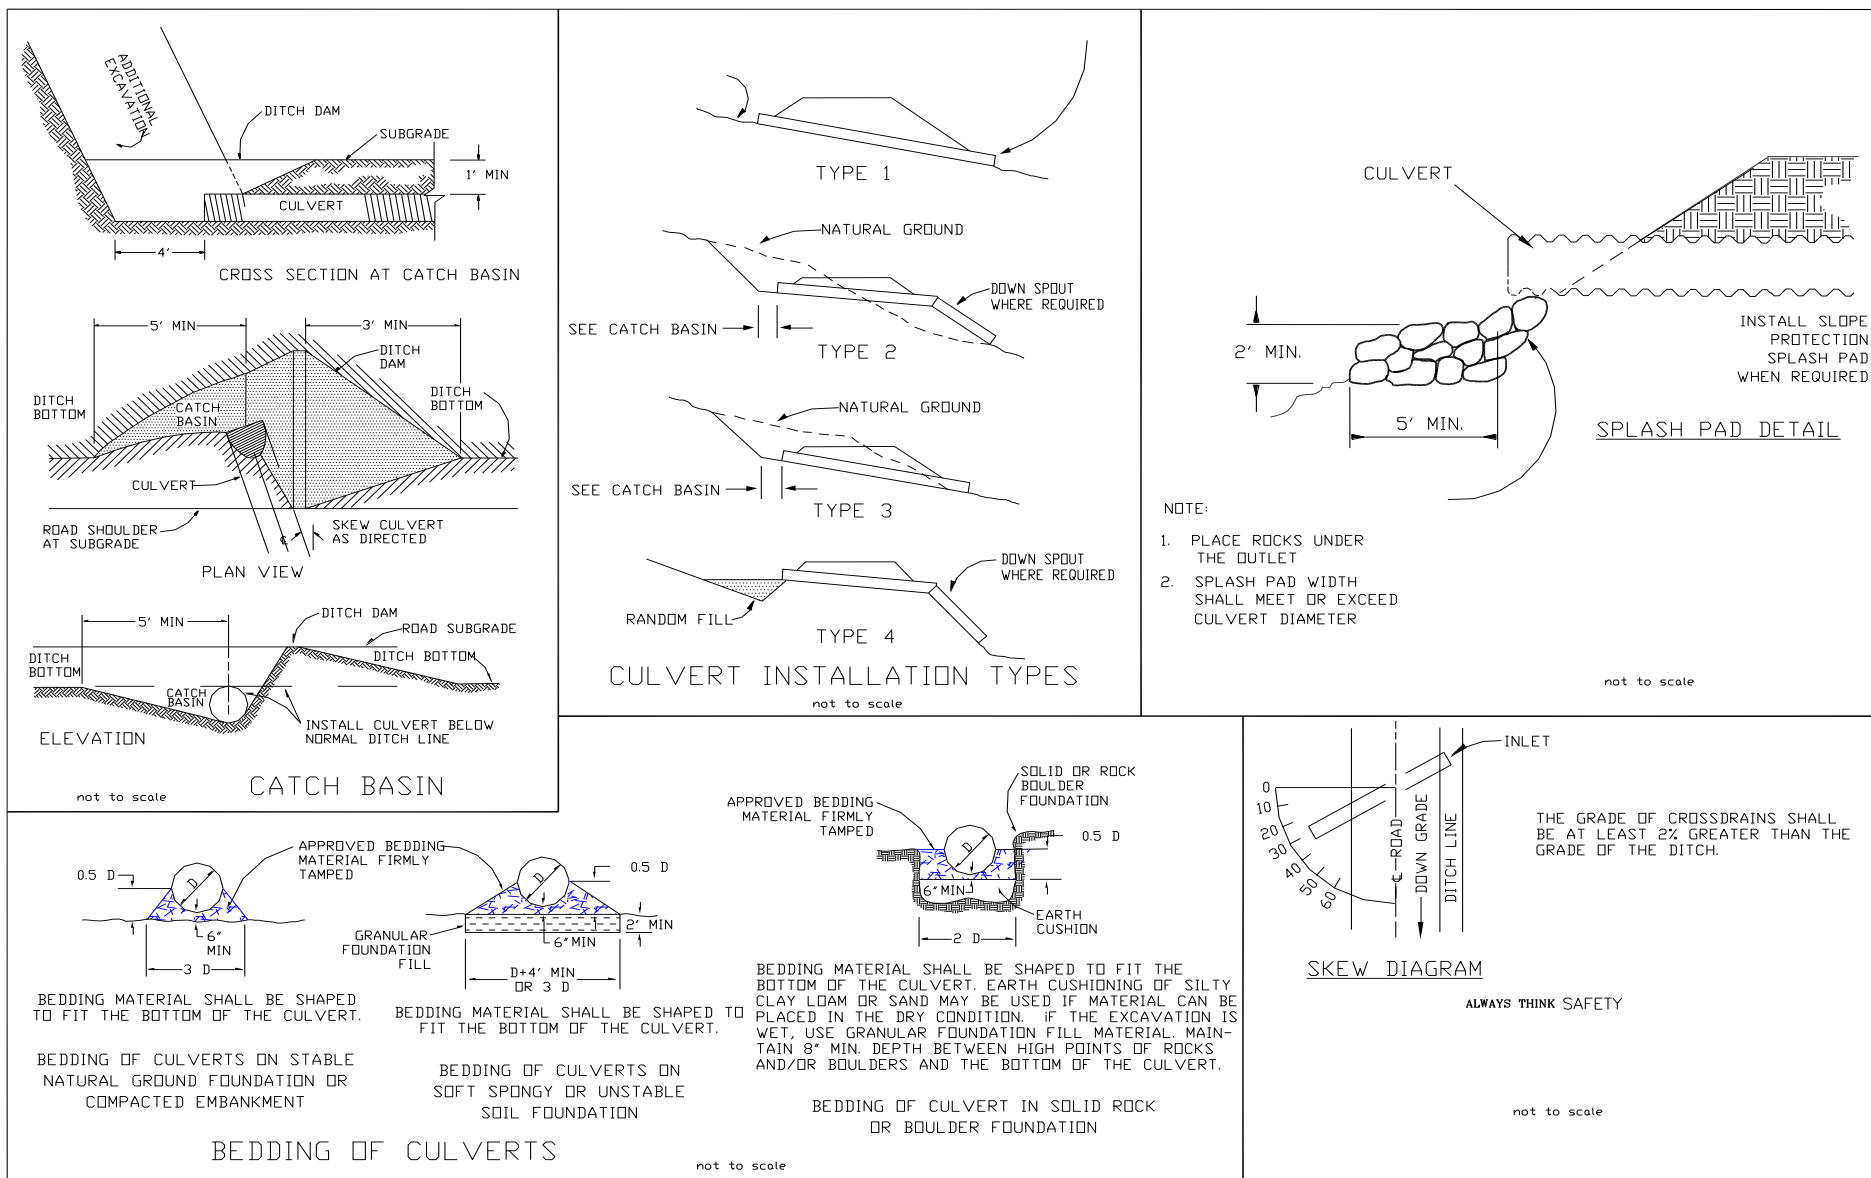 ADDITIONAL
EXCAVATION
DITCH DAM
SUBGRADE
1' MIN
CULVERT
4'
CROSS SECTION AT CATCH BASIN
5' MIN
3' MIN
DITCH
DAM
DITCH
BOTTOM
DITCH
BOTTOM
CATCH
BASIN
CULVERT
ROAD SHOULDER
AT SUBGRADE
℄
SKEW CULVERT
AS DIRECTED
PLAN VIEW
5' MIN
DITCH DAM
ROAD SUBGRADE
DITCH
BOTTOM
DITCH BOTTOM
CATCH
BASIN
INSTALL CULVERT BELOW
NORMAL DITCH LINE
ELEVATION
CATCH BASIN
not to scale
TYPE 1
NATURAL GROUND
DOWN SPOUT
WHERE REQUIRED
SEE CATCH BASIN
TYPE 2
NATURAL GROUND
SEE CATCH BASIN
TYPE 3
DOWN SPOUT
WHERE REQUIRED
RANDOM FILL
TYPE 4
CULVERT INSTALLATION TYPES
not to scale
CULVERT
2' MIN.
5' MIN.
INSTALL SLOPE
PROTECTION
SPLASH PAD
WHEN REQUIRED
SPLASH PAD DETAIL
NOTE:
1. PLACE ROCKS UNDER
THE OUTLET
2. SPLASH PAD WIDTH
SHALL MEET OR EXCEED
CULVERT DIAMETER
not to scale
0.5 D
D
APPROVED BEDDING
MATERIAL FIRMLY
TAMPED
6" MIN
3 D
BEDDING MATERIAL SHALL BE SHAPED
TO FIT THE BOTTOM OF THE CULVERT.
BEDDING OF CULVERTS ON STABLE
NATURAL GROUND FOUNDATION OR
COMPACTED EMBANKMENT
D
0.5 D
GRANULAR
FOUNDATION
FILL
6" MIN
2' MIN
D+4' MIN
OR 3 D
BEDDING MATERIAL SHALL BE SHAPED TO
FIT THE BOTTOM OF THE CULVERT.
BEDDING OF CULVERTS ON
SOFT SPONGY OR UNSTABLE
SOIL FOUNDATION
APPROVED BEDDING
MATERIAL FIRMLY
TAMPED
SOLID OR ROCK
BOULDER
FOUNDATION
D
0.5 D
6" MIN
EARTH
CUSHION
2 D
BEDDING MATERIAL SHALL BE SHAPED TO FIT THE
BOTTOM OF THE CULVERT. EARTH CUSHIONING OF SILTY
CLAY LOAM OR SAND MAY BE USED IF MATERIAL CAN BE
PLACED IN THE DRY CONDITION. iF THE EXCAVATION IS
WET, USE GRANULAR FOUNDATION FILL MATERIAL. MAIN-
TAIN 8" MIN. DEPTH BETWEEN HIGH POINTS OF ROCKS
AND/OR BOULDERS AND THE BOTTOM OF THE CULVERT.
BEDDING OF CULVERT IN SOLID ROCK
OR BOULDER FOUNDATION
BEDDING OF CULVERTS
not to scale
INLET
0
10
20
30
40
50
60
℄ ROAD
DOWN GRADE
DITCH LINE
SKEW DIAGRAM
THE GRADE OF CROSSDRAINS SHALL
BE AT LEAST 2% GREATER THAN THE
GRADE OF THE DITCH.
ALWAYS THINK SAFETY
not to scale